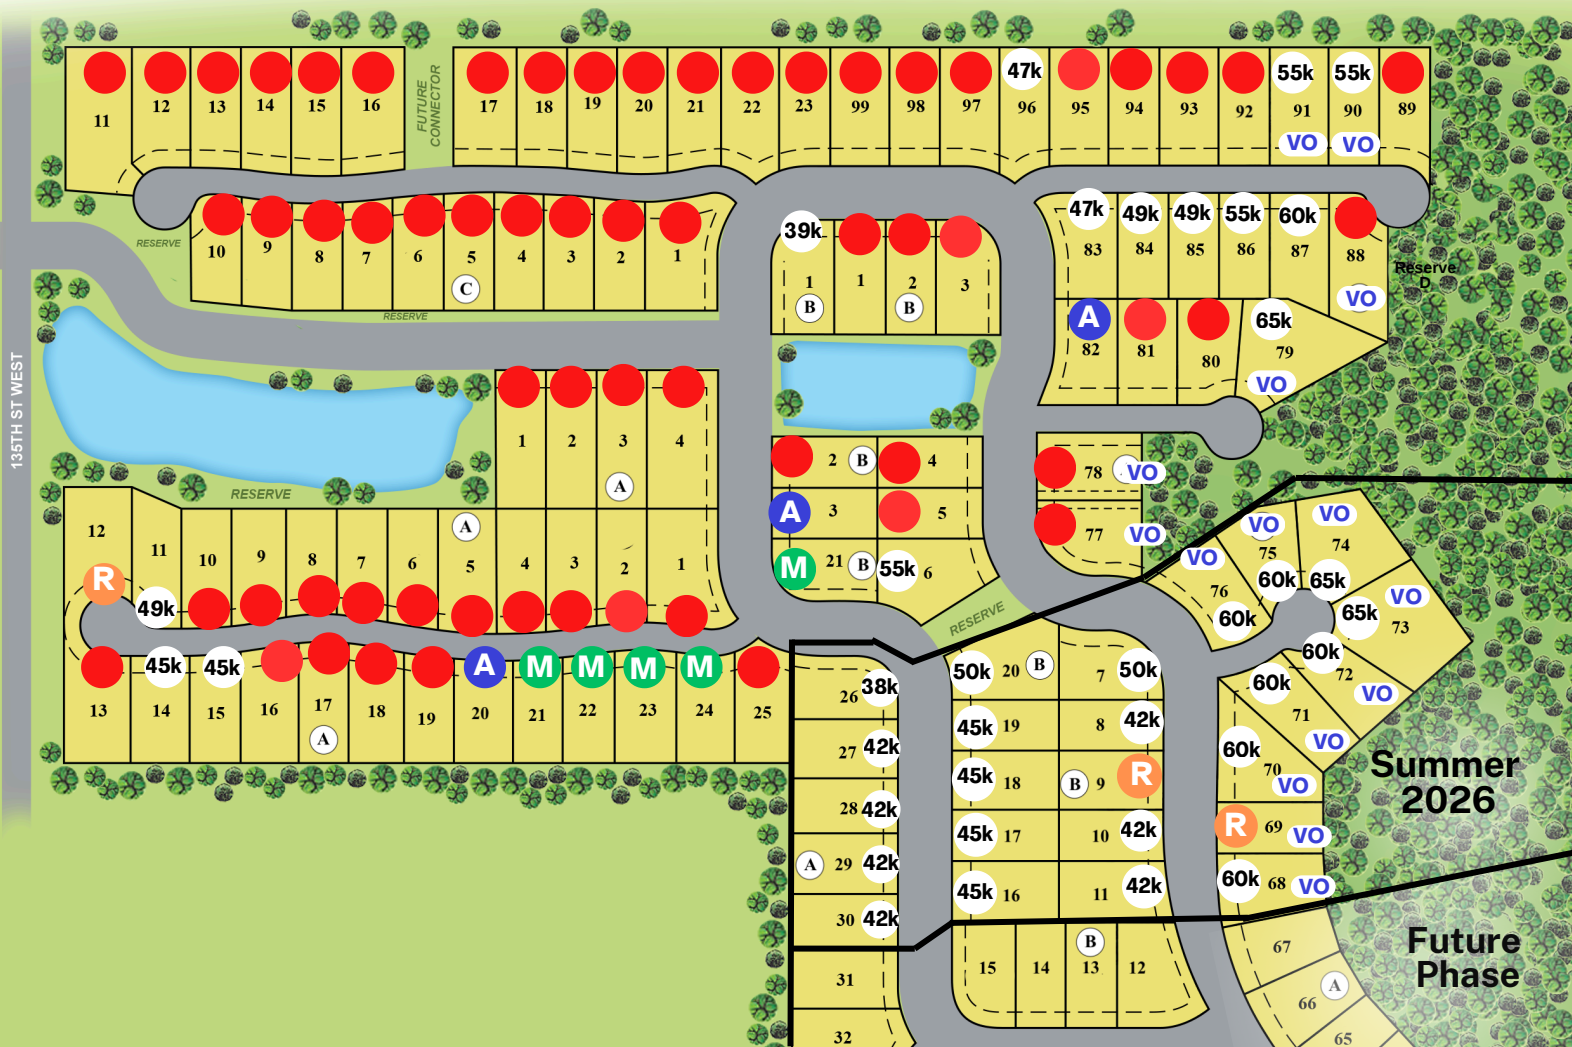 47k
55k
55k
11
12
13
14
15
16
FUTURE
CONNECTOR
17
18
19
20
21
22
23
99
98
97
96
95
94
93
92
91
90
89
VO
VO
10
9
8
7
6
5
4
3
2
1
C
RESERVE
RESERVE
39k
1
1
2
3
B
B
47k
49k
49k
55k
60k
83
84
85
86
87
88
VO
Reserve
D
A
65k
82
81
80
79
VO
135TH ST WEST
1
2
3
4
A
RESERVE
2
B
4
A
3
5
M
21
B
55k
6
78
VO
77
VO
RESERVE
12
11
10
9
8
7
6
5
4
3
2
1
A
R
49k
45k
45k
A
M
M
M
M
13
14
15
16
17
18
19
20
21
22
23
24
25
A
VO
VO
VO
75
74
76
60k
65k
60k
VO
65k
73
60k
72
VO
60k
71
VO
60k
70
VO
R
69
VO
60k
68
VO
26
38k
27
42k
28
42k
A
29
42k
30
42k
31
32
50k
20
B
7
50k
45k
19
8
42k
45k
18
B
9
R
45k
17
10
42k
45k
16
11
42k
B
15
14
13
12
Summer
2026
Future
Phase
67
66
A
65